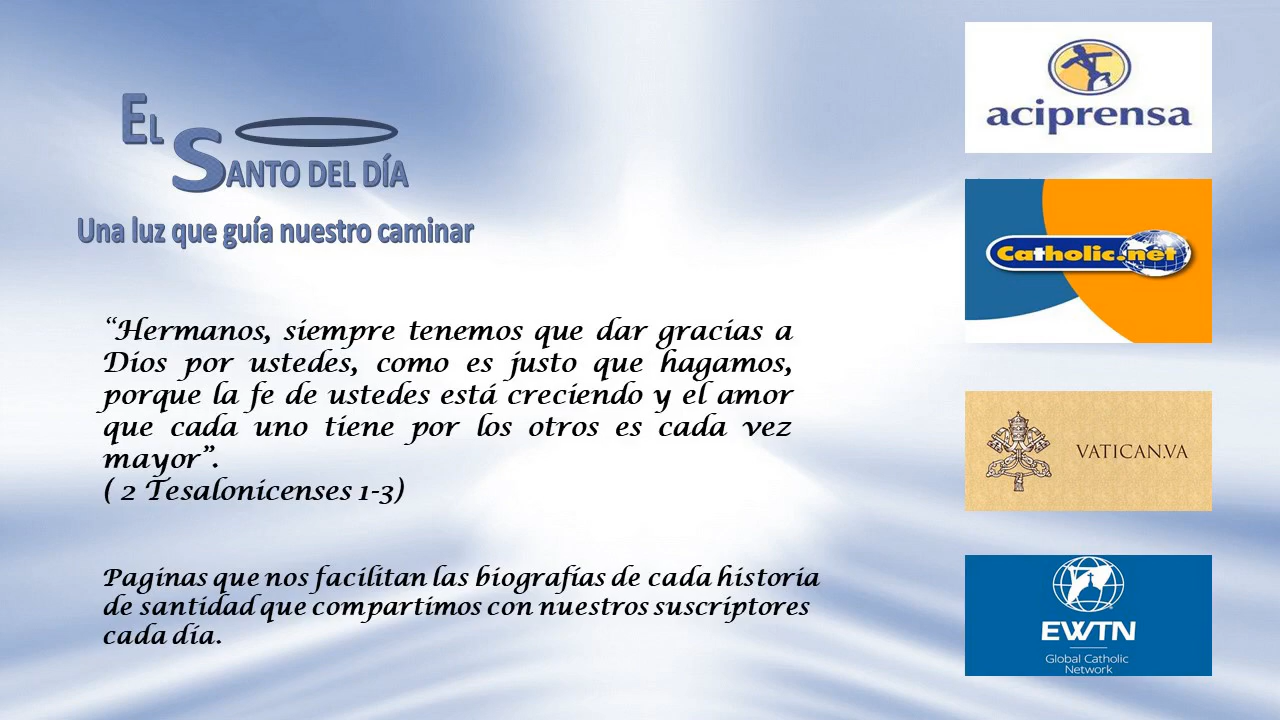 EL
SANTO DEL DÍA
Una luz que guía nuestro caminar
“Hermanos, siempre tenemos que dar gracias a
Dios por ustedes, como es justo que hagamos,
porque la fe de ustedes está creciendo y el amor
que cada uno tiene por los otros es cada vez
mayor”.
( 2 Tesalonicenses 1-3)
Paginas que nos facilitan las biografías de cada historia
de santidad que compartimos con nuestros suscriptores
cada día.
aciprensa
Catholic.net
VATICAN.VA
EWTN
Global Catholic
Network